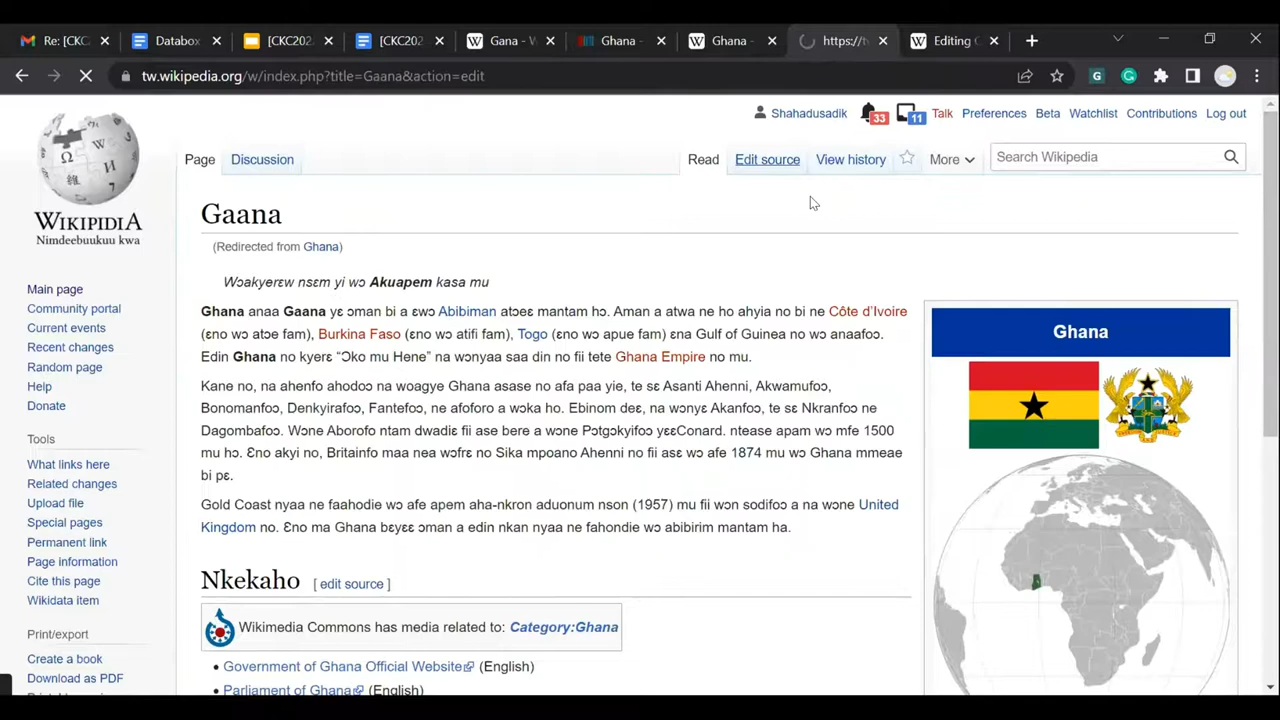 Re: [CKC
Databox
[CKC202
[CKC202
Gana - W
Ghana -
Ghana -
https://tw
Editing G
tw.wikipedia.org/w/index.php?title=Gaana&action=edit
Shahadusadik 33 11 Talk Preferences Beta Watchlist Contributions Log out
Page Discussion Read Edit source View history More Search Wikipedia
WIKIPIDIA
Nimdeebuukuu kwa
Main page
Community portal
Current events
Recent changes
Random page
Help
Donate
Tools
What links here
Related changes
Upload file
Special pages
Permanent link
Page information
Cite this page
Wikidata item
Print/export
Create a book
Download as PDF
Gaana
(Redirected from Ghana)
Wɔakyerɛw nsɛm yi wɔ Akuapem kasa mu
Ghana anaa Gaana yɛ ɔman bi a ɛwɔ Abibiman atɔeɛ mantam hɔ. Aman a atwa ne ho ahyia no bi ne Côte d'Ivoire
(ɛno wɔ atɔe fam), Burkina Faso (ɛno wɔ atifi fam), Togo (ɛno wɔ apue fam) ɛna Gulf of Guinea no wɔ anaafoɔ.
Edin Ghana no kyerɛ "Ɔko mu Hene" na wɔnyaa saa din no fii tete Ghana Empire no mu.
Kane no, na ahenfo ahodoɔ na woagye Ghana asase no afa paa yie, te sɛ Asanti Ahenni, Akwamufoɔ,
Bonomanfoɔ, Denkyirafoɔ, Fantefoɔ, ne afoforo a wɔka ho. Ebinom deɛ, na wɔnyɛ Akanfoɔ, te sɛ Nkranfoɔ ne
Dagombafoɔ. Wɔne Aborofo ntam dwadi fii ase bere a wɔne Pɔtgɔkyifoɔ yɛɛConard. ntease apam wɔ mfe 1500
mu hɔ. Ɛno akyi no, Britainfo maa nea wɔfrɛ no Sika mpoano Ahenni no fii asɛ wɔ afe 1874 mu wɔ Ghana mmeae
bi pɛ.
Gold Coast nyaa ne faahodie wɔ afe apem aha-nkron aduonum nson (1957) mu fii wɔn sodifoɔ a na wɔne United
Kingdom no. Ɛno ma Ghana bɛyɛɛ ɔman a edin nkan nyaa ne fahondie wɔ abibirim mantam ha.
Nkekaho [ edit source ]
Wikimedia Commons has media related to: Category:Ghana
Government of Ghana Official Website (English)
Parliament of Ghana (English)
Ghana